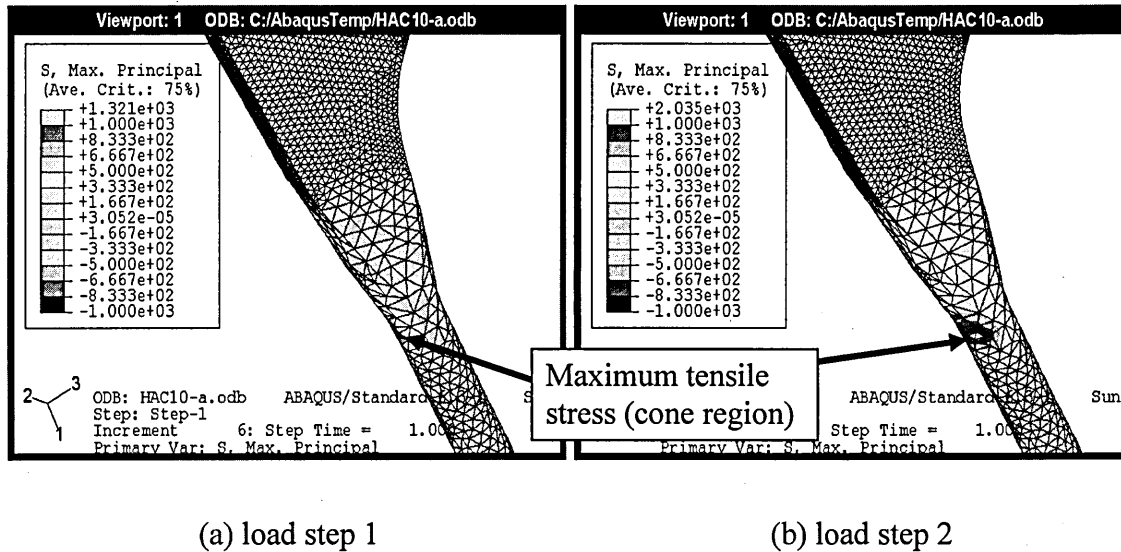 Viewport: 1 ODB: C:/AbaqusTemp/HAC10-a.odb
S, Max. Principal
(Ave. Crit.: 75%)
+1.321e+03
+1.000e+03
+8.333e+02
+6.667e+02
+5.000e+02
+3.333e+02
+1.667e+02
+3.052e-05
-1.667e+02
-3.333e+02
-5.000e+02
-6.667e+02
-8.333e+02
-1.000e+03
2
3
1
ODB: HAC10-a.odb ABAQUS/Standard S
Step: Step-1
Increment 6: Step Time = 1.00
Primary Var: S, Max. Principal
Viewport: 1 ODB: C:/AbaqusTemp/HAC10-a.odb
S, Max. Principal
(Ave. Crit.: 75%)
+2.035e+03
+1.000e+03
+8.333e+02
+6.667e+02
+5.000e+02
+3.333e+02
+1.667e+02
+3.052e-05
-1.667e+02
-3.333e+02
-5.000e+02
-6.667e+02
-8.333e+02
-1.000e+03
ABAQUS/Standard Sun
Step Time = 1.00
Primary Var: S, Max. Principal
Maximum tensile
stress (cone region)
(a) load step 1
(b) load step 2